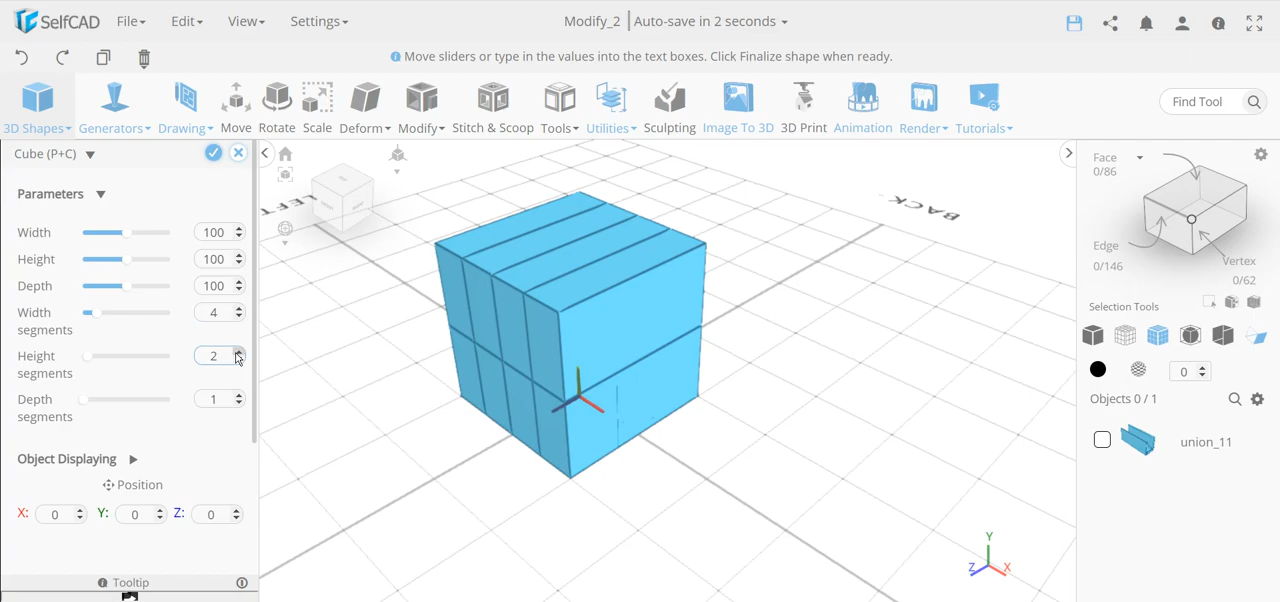 SelfCAD File Edit View Settings Modify_2 Auto-save in 2 seconds
Move sliders or type in the values into the text boxes. Click Finalize shape when ready.
3D Shapes Generators Drawing Move Rotate Scale Deform Modify Stitch & Scoop Tools Utilities Sculpting Image To 3D 3D Print Animation Render Tutorials Find Tool
Cube (P+C)
Parameters
Width 100
Height 100
Depth 100
Width segments 4
Height segments 2
Depth segments 1
Object Displaying
Position
X: 0 Y: 0 Z: 0
Tooltip
LEFT
BACK
Y
Z X
Face
0/86
Edge
0/146
Vertex
0/62
Selection Tools
0
Objects 0 / 1
union_11